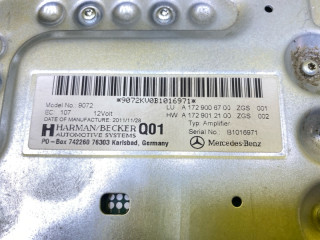 *9072KV0B1016971*
Model No. 9072 LU A 172 900 67 00 ZGS 001
SC 107 12Volt HW A 172 901 21 00 ZGS 002
DATE OF MANUFACTURE: 2011/11/28 Typ: Amplifier
HARMAN/BECKER Q01 Serial No.: B1016971
AUTOMOTIVE SYSTEMS
PO-Box 742260 76303 Karlsbad, Germany Mercedes-Benz